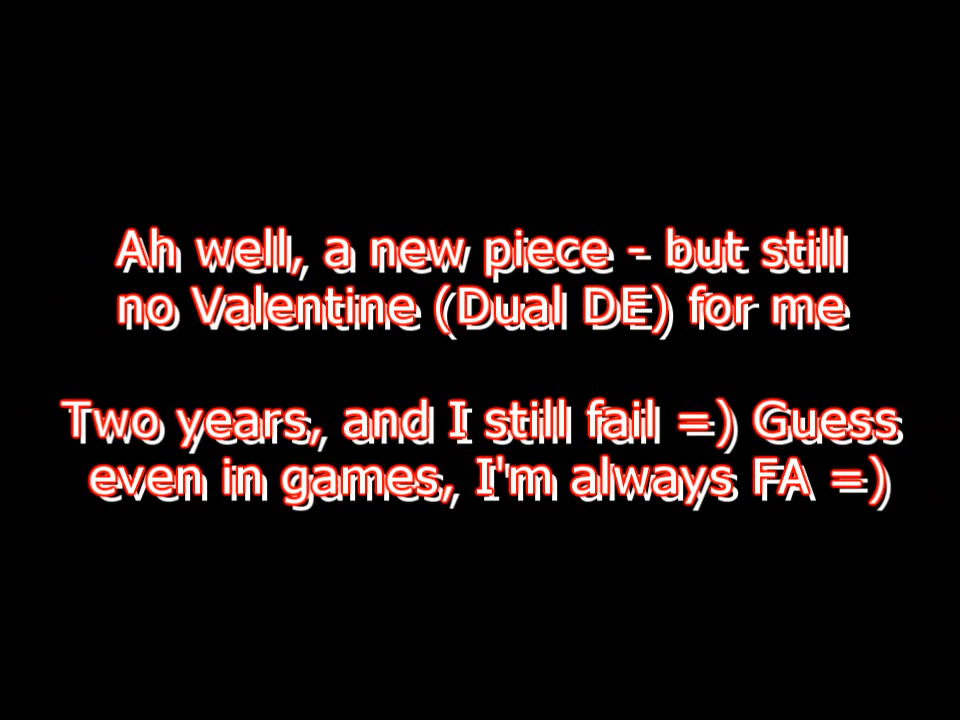 Ah well, a new piece - but still
no Valentine (Dual DE) for me
Two years, and I still fail =) Guess
even in games, I'm always FA =)